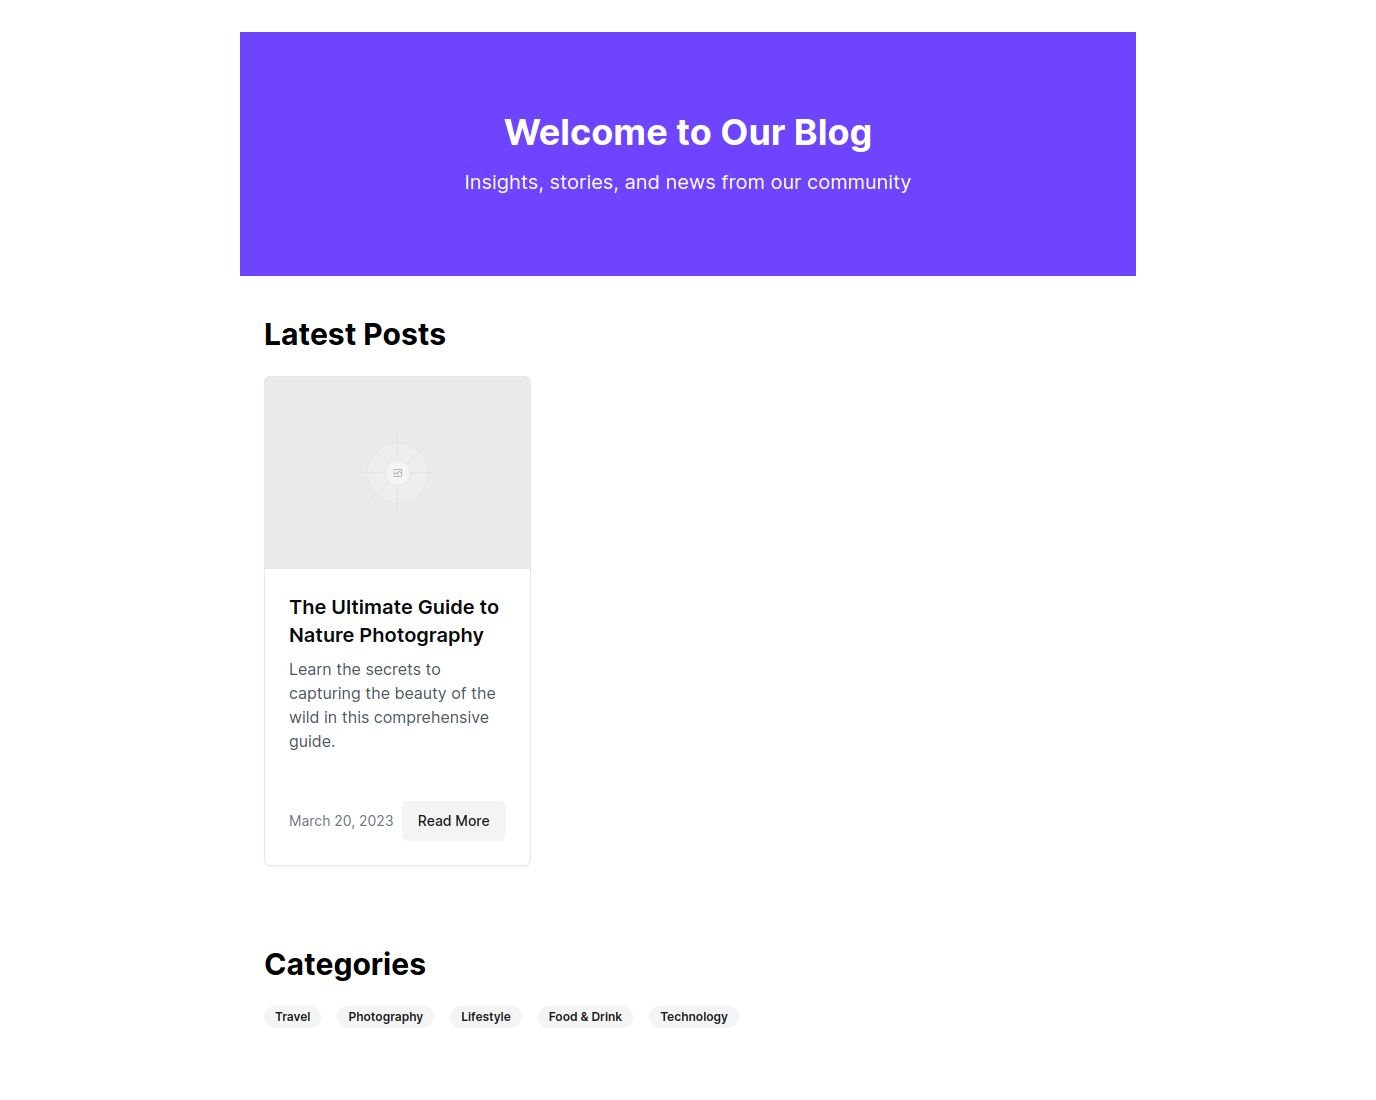 Welcome to Our Blog
Insights, stories, and news from our community
Latest Posts
The Ultimate Guide to
Nature Photography
Learn the secrets to
capturing the beauty of the
wild in this comprehensive
guide.
March 20, 2023 Read More
Categories
Travel Photography Lifestyle Food & Drink Technology